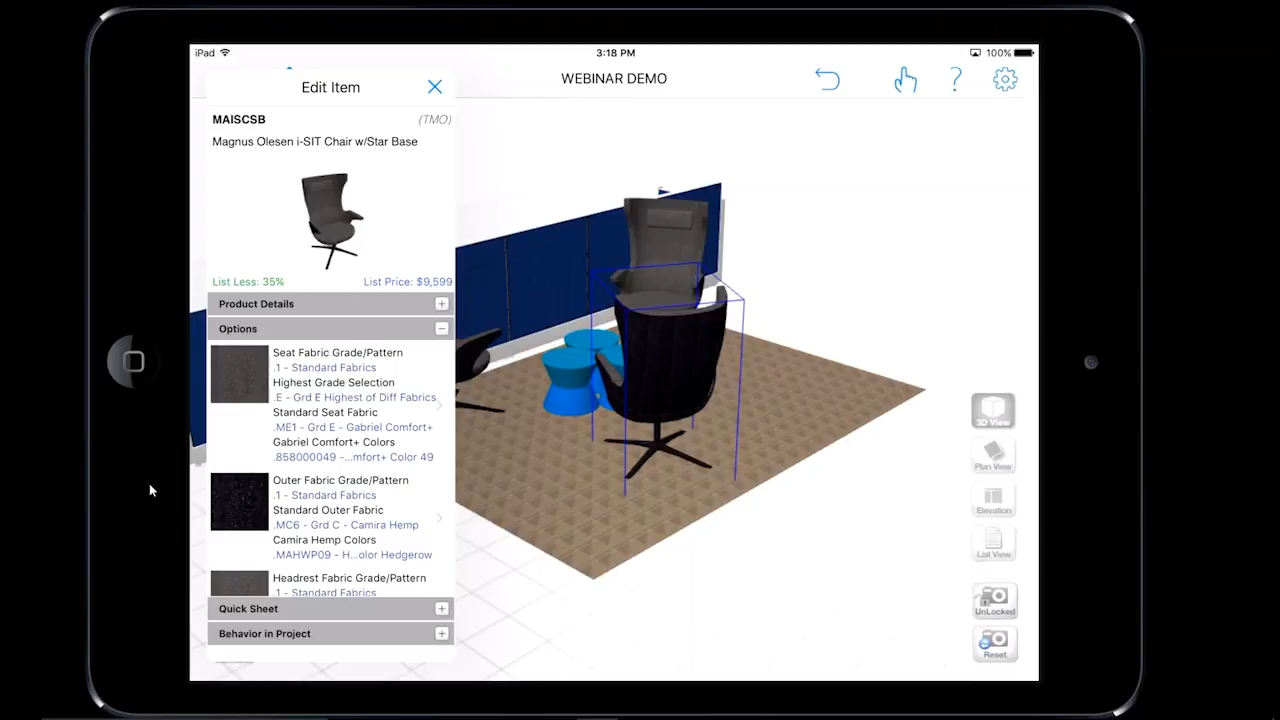 iPad
3:18 PM
100%
Edit Item
WEBINAR DEMO
MAISCSB
(TMO)
Magnus Olesen i-SIT Chair w/Star Base
List Less: 35%
List Price: $9,599
Product Details
Options
Seat Fabric Grade/Pattern
.1 - Standard Fabrics
Highest Grade Selection
.E - Grd E Highest of Diff Fabrics
Standard Seat Fabric
.ME1 - Grd E - Gabriel Comfort+
Gabriel Comfort+ Colors
.858000049 -...mfort+ Color 49
Outer Fabric Grade/Pattern
.1 - Standard Fabrics
Standard Outer Fabric
.MC6 - Grd C - Camira Hemp
Camira Hemp Colors
.MAHWP09 - H...olor Hedgerow
Headrest Fabric Grade/Pattern
.1 - Standard Fabrics
Quick Sheet
Behavior in Project
3D View
Plan View
Elevation
List View
UnLocked
Reset